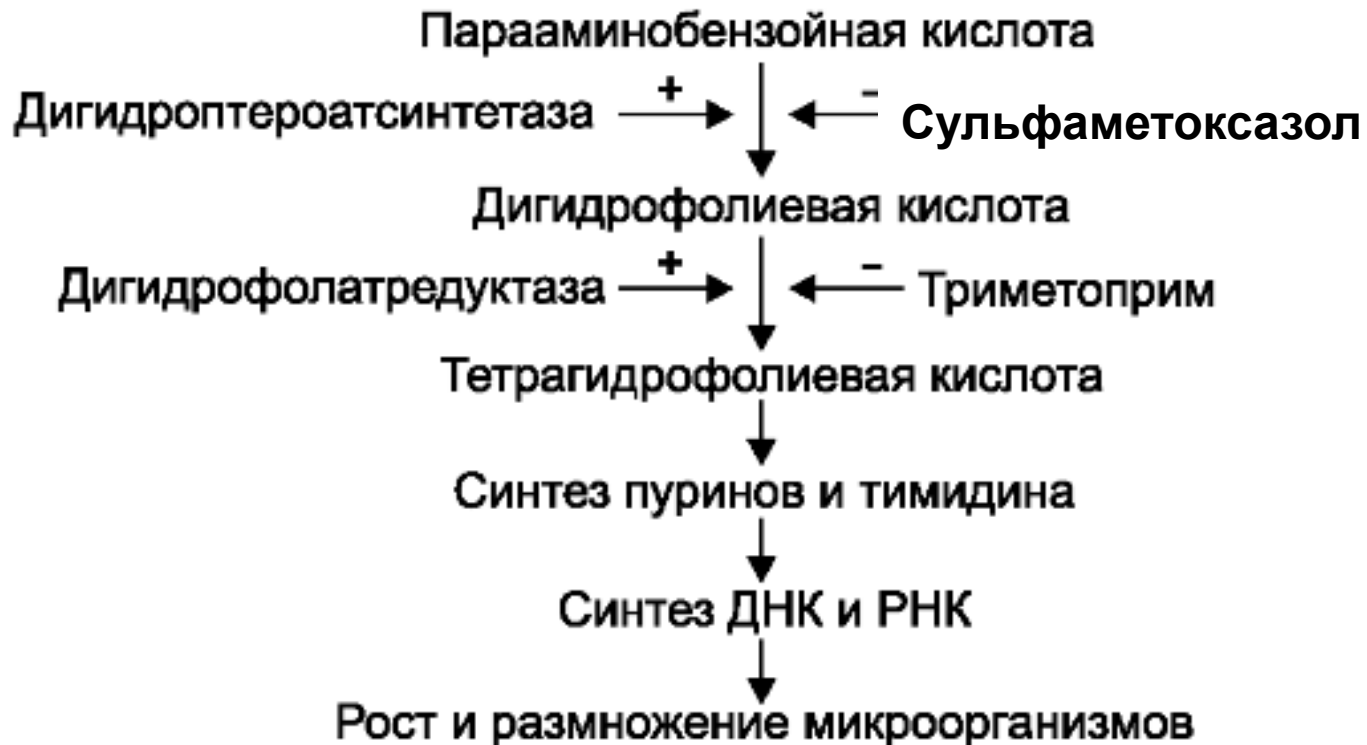 Парааминобензойная кислота
+ -
Дигидроптероатсинтетаза Сульфаметоксазол
Дигидрофолиевая кислота
+ -
Дигидрофолатредуктаза Триметоприм
Тетрагидрофолиевая кислота
Синтез пуринов и тимидина
Синтез ДНК и РНК
Рост и размножение микроорганизмов